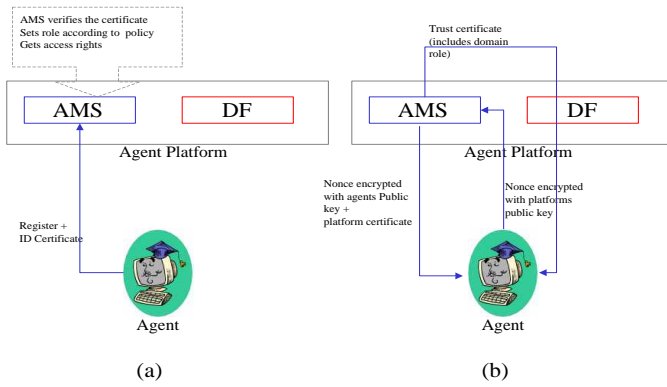 AMS verifies the certificate
Sets role according to policy
Gets access rights
AMS
DF
Agent Platform
Register +
ID Certificate
Agent
(a)
Trust certificate
(includes domain
role)
AMS
DF
Agent Platform
Nonce encrypted
with agents Public
key +
platform certificate
Nonce encrypted
with platforms
public key
Agent
(b)